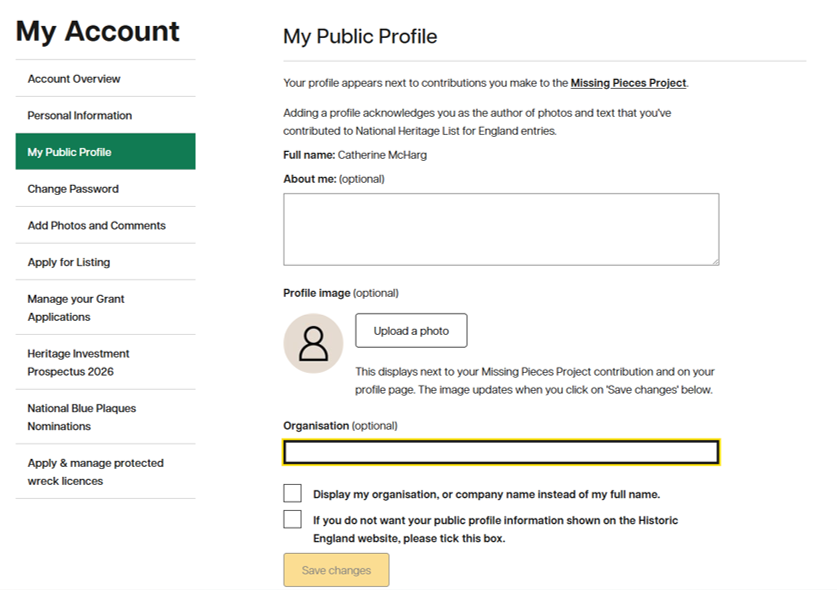 My Account
Account Overview
Personal Information
My Public Profile
Change Password
Add Photos and Comments
Apply for Listing
Manage your Grant
Applications
Heritage Investment
Prospectus 2026
National Blue Plaques
Nominations
Apply & manage protected
wreck licences
My Public Profile
Your profile appears next to contributions you make to the Missing Pieces Project.
Adding a profile acknowledges you as the author of photos and text that you've
contributed to National Heritage List for England entries.
Full name: Catherine McHarg
About me: (optional)
Profile image (optional)
Upload a photo
This displays next to your Missing Pieces Project contribution and on your
profile page. The image updates when you click on 'Save changes' below.
Organisation (optional)
Display my organisation, or company name instead of my full name.
If you do not want your public profile information shown on the Historic
England website, please tick this box.
Save changes